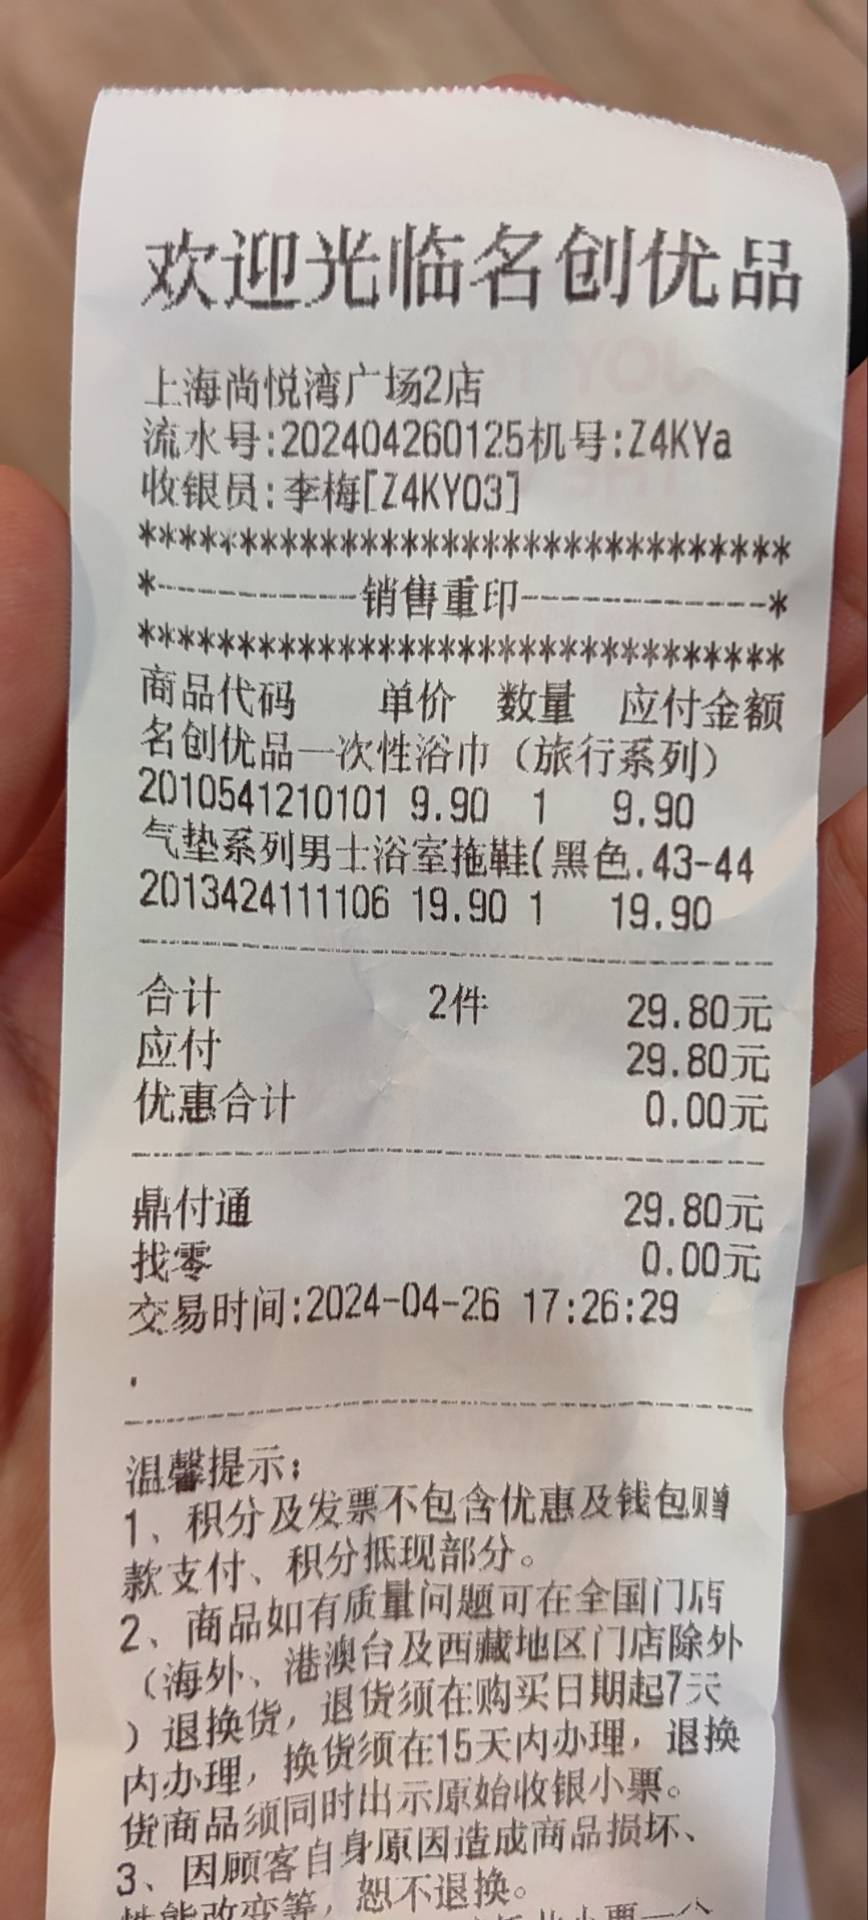 欢迎光临名创优品
上海尚悦湾广场2店
流水号:202404260125机号:Z4KYa
收银员:李梅[Z4KY03]
********************************
*-----------销售重印-----------*
********************************
商品代码 单价 数量 应付金额
名创优品一次性浴巾（旅行系列）
2010541210101 9.90 1 9.90
气垫系列男士浴室拖鞋(黑色.43-44
2013424111106 19.90 1 19.90
合计 2件 29.80元
应付 29.80元
优惠合计 0.00元
鼎付通 29.80元
找零 0.00元
交易时间:2024-04-26 17:26:29
.
温馨提示：
1、积分及发票不包含优惠及钱包赠
款支付、积分抵现部分。
2、商品如有质量问题可在全国门店
（海外、港澳台及西藏地区门店除外
）退换货，退货须在购买日期起7天
内办理，换货须在15天内办理，退换
货商品须同时出示原始收银小票。
3、因顾客自身原因造成商品损坏、
性能改变等，恕不退换。